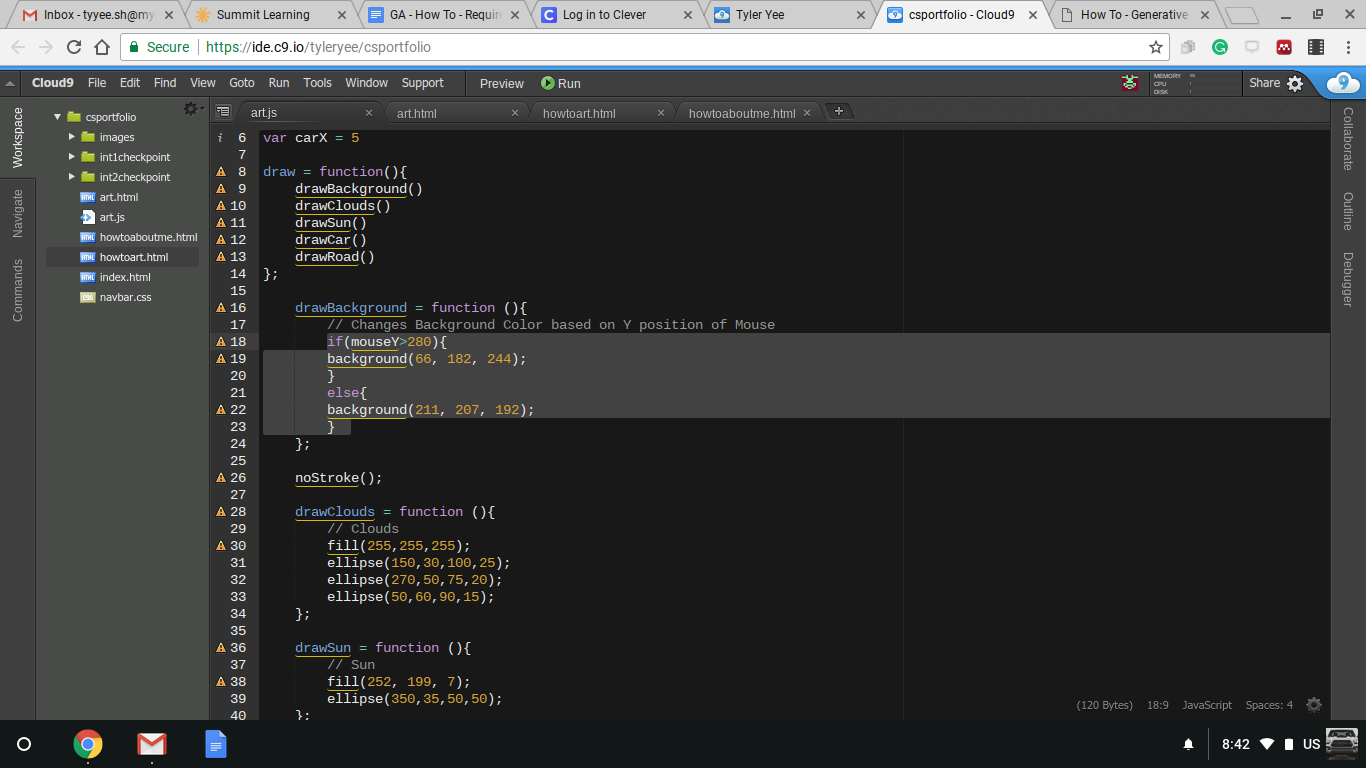 Inbox - tyyee.sh@my
Summit Learning
GA - How To - Require
Log in to Clever
Tyler Yee
csportfolio - Cloud9
How To - Generative
Secure
https://ide.c9.io/tyleryee/csportfolio
Cloud9 File Edit Find View Goto Run Tools Window Support Preview Run
MEMORY
CPU
DISK
Share
Workspace
Navigate
Commands
csportfolio
images
int1checkpoint
int2checkpoint
art.html
art.js
howtoaboutme.html
howtoart.html
index.html
navbar.css
art.js
art.html
howtoart.html
howtoaboutme.html
6 var carX = 5
7
8 draw = function(){
9 drawBackground()
10 drawClouds()
11 drawSun()
12 drawCar()
13 drawRoad()
14 };
15
16 drawBackground = function (){
17 // Changes Background Color based on Y position of Mouse
18 if(mouseY>280){
19 background(66, 182, 244);
20 }
21 else{
22 background(211, 207, 192);
23 }
24 };
25
26 noStroke();
27
28 drawClouds = function (){
29 // Clouds
30 fill(255,255,255);
31 ellipse(150,30,100,25);
32 ellipse(270,50,75,20);
33 ellipse(50,60,90,15);
34 };
35
36 drawSun = function (){
37 // Sun
38 fill(252, 199, 7);
39 ellipse(350,35,50,50);
40 };
(120 Bytes) 18:9 JavaScript Spaces: 4
Collaborate
Outline
Debugger
8:42 US